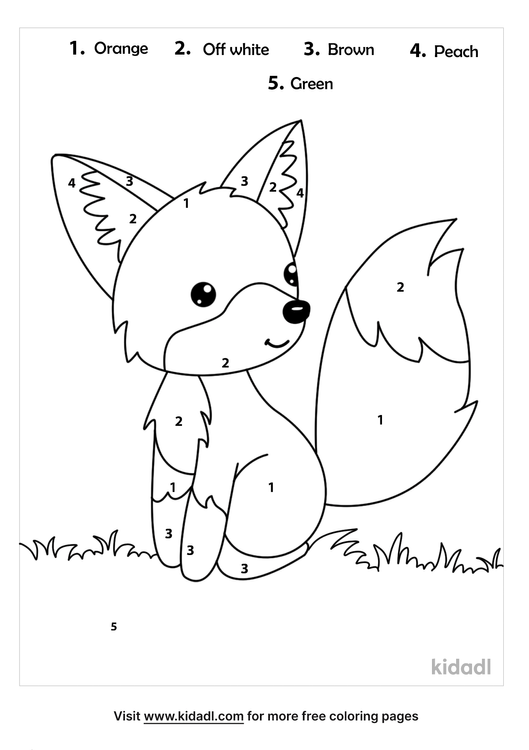 1. Orange 2. Off white 3. Brown 4. Peach
5. Green
4 3 3 2 4
2 1
2
2
2 1
1 1
3
3
3
5
kidadl
Visit www.kidadl.com for more free coloring pages